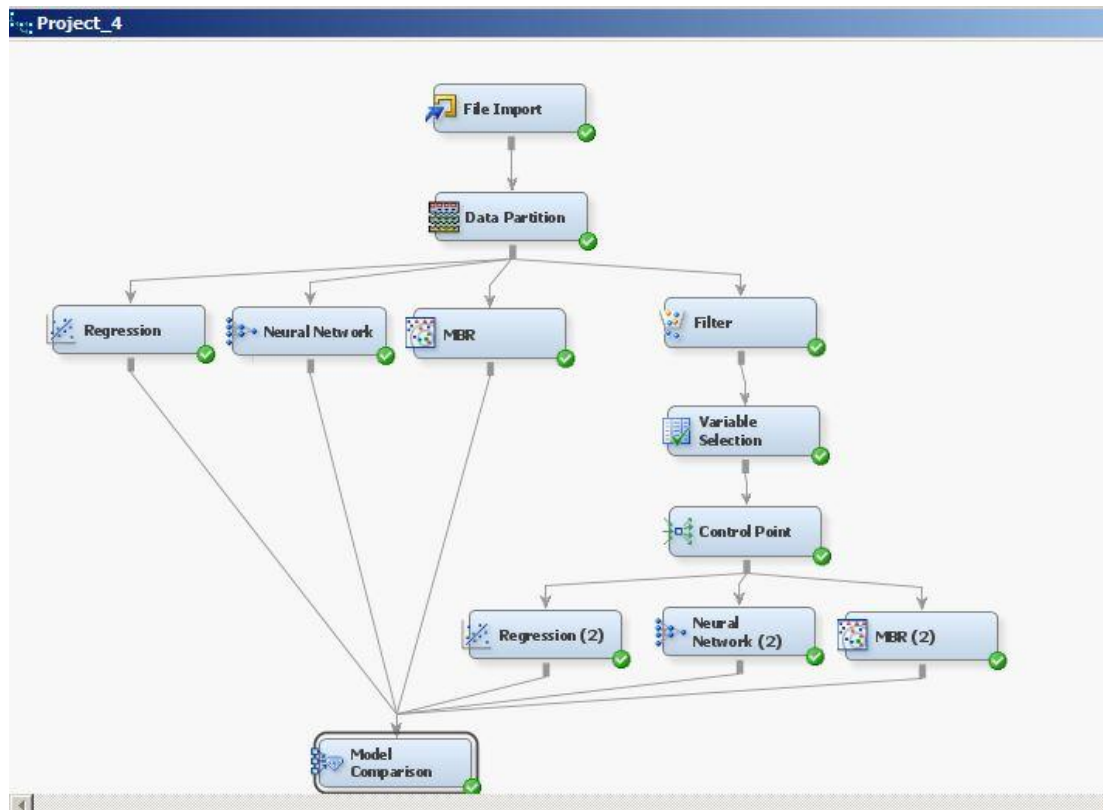 Project_4
File Import
Data Partition
Regression
Neural Network
MBR
Filter
Variable
Selection
Control Point
Regression (2)
Neural
Network (2)
MBR (2)
Model
Comparison